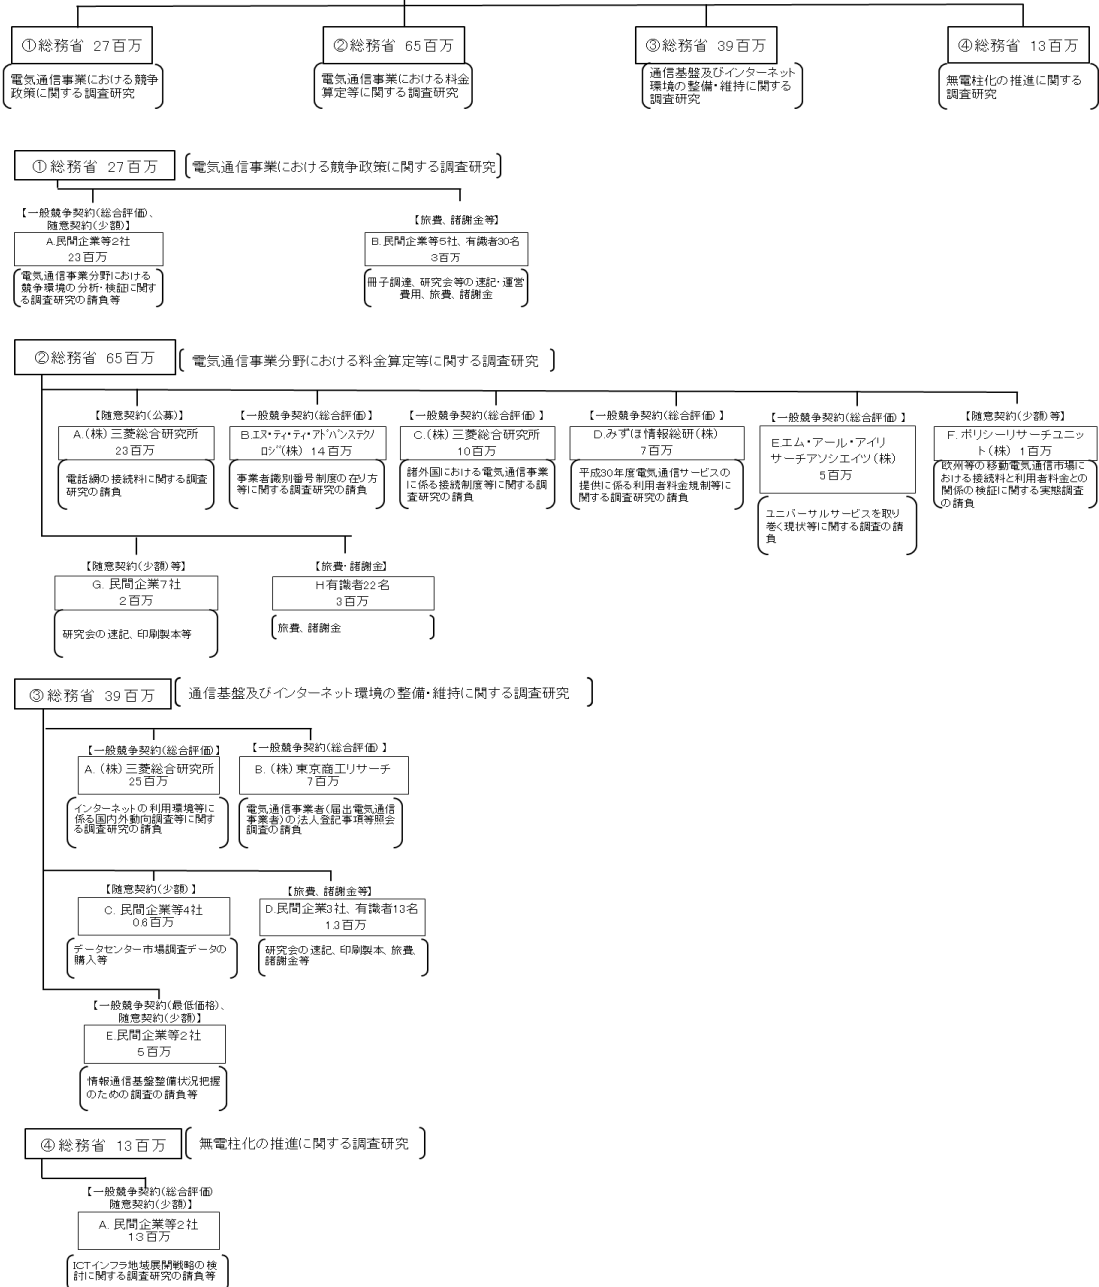 ①総務省 27百万
②総務省 65百万
③総務省 39百万
④総務省 13百万
電気通信事業における競争
政策に関する調査研究
電気通信事業における料金
算定等に関する調査研究
通信基盤及びインターネット
環境の整備・維持に関する
調査研究
無電柱化の推進に関する
調査研究
①総務省 27百万
電気通信事業における競争政策に関する調査研究
【一般競争契約(総合評価)、
随意契約(少額)】
A.民間企業等2社
23百万
電気通信事業分野における
競争環境の分析・検証に関す
る調査研究の請負等
【旅費、諸謝金等】
B.民間企業等5社、有識者30名
3百万
冊子調達、研究会等の速記・運営
費用、旅費、諸謝金
②総務省 65百万
電気通信事業分野における料金算定等に関する調査研究
【随意契約(公募)】
A.(株)三菱総合研究所
23百万
電話網の接続料に関する調査
研究の請負
【一般競争契約(総合評価)】
B.エヌ・ティ・ティ・アドバンステクノ
ロジ(株) 14百万
事業者識別番号制度の在り方
等に関する調査研究の請負
【一般競争契約(総合評価)】
C.(株)三菱総合研究所
10百万
諸外国における電気通信事業
に係る接続制度等に関する調
査研究の請負
【一般競争契約(総合評価)】
D.みずほ情報総研(株)
7百万
平成30年度電気通信サービスの
提供に係る利用者料金規制等に
関する調査研究の請負
【一般競争契約(総合評価)】
E.エム・アール・アイリ
サーチアソシエイツ(株)
5百万
ユニバーサルサービスを取り
巻く現状等に関する調査の請
負
【随意契約(少額)等】
F.ポリシーリサーチユニッ
ト(株) 1百万
欧州等の移動電気通信市場に
おける接続料と利用者料金との
関係の検証に関する実態調査
の請負
【随意契約(少額)等】
G.民間企業7社
2百万
研究会の速記、印刷製本等
【旅費・諸謝金】
H有識者22名
3百万
旅費、諸謝金
③総務省 39百万
通信基盤及びインターネット環境の整備・維持に関する調査研究
【一般競争契約(総合評価)】
A.(株)三菱総合研究所
25百万
インターネットの利用環境等に
係る国内外動向調査等に関す
る調査研究の請負
【一般競争契約(総合評価)】
B.(株)東京商工リサーチ
7百万
電気通信事業者(届出電気通信
事業者)の法人登記事項等照会
調査の請負
【随意契約(少額)】
C.民間企業等4社
0.6百万
データセンター市場調査データの
購入等
【旅費、諸謝金等】
D.民間企業3社、有識者13名
1.3百万
研究会の速記、印刷製本、旅費、
諸謝金等
【一般競争契約(最低価格)、
随意契約(少額)】
E.民間企業等2社
5百万
情報通信基盤整備状況把握
のための調査の請負等
④総務省 13百万
無電柱化の推進に関する調査研究
【一般競争契約(総合評価)
随意契約(少額)】
A.民間企業等2社
13百万
ICTインフラ地域展開戦略の検
討に関する調査研究の請負等